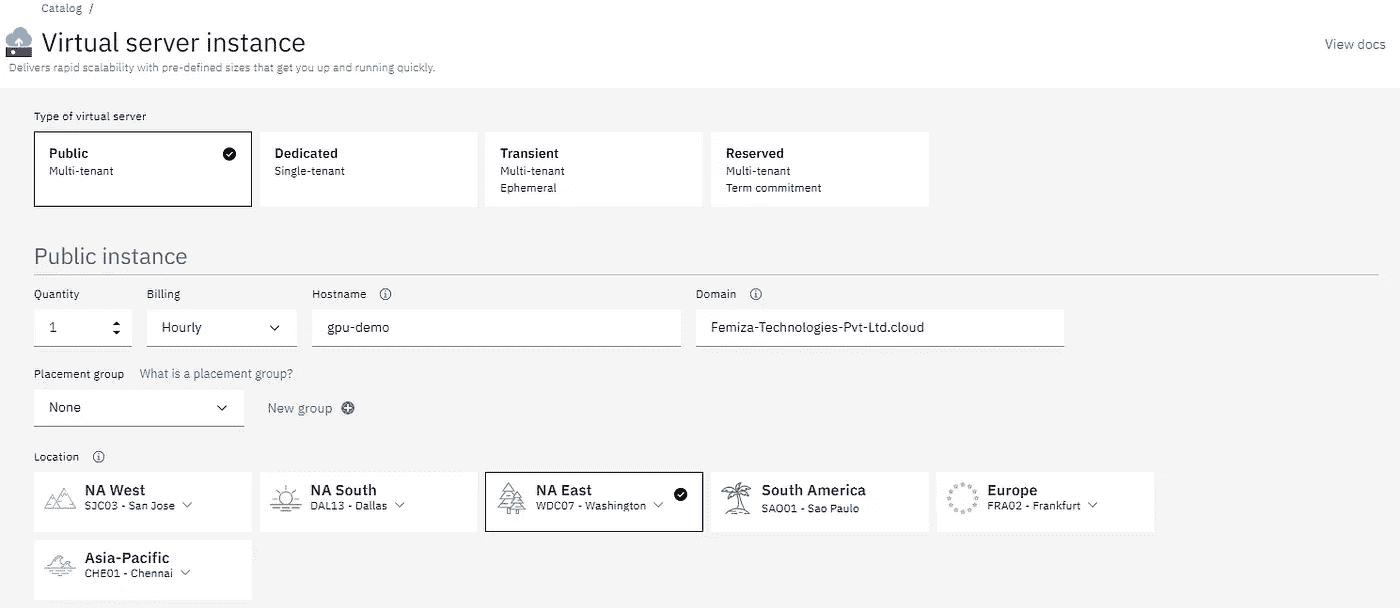 Catalog /
Virtual server instance
View docs
Delivers rapid scalability with pre-defined sizes that get you up and running quickly.
Type of virtual server
Public
Multi-tenant
Dedicated
Single-tenant
Transient
Multi-tenant
Ephemeral
Reserved
Multi-tenant
Term commitment
Public instance
Quantity
1
Billing
Hourly
Hostname
gpu-demo
Domain
Femiza-Technologies-Pvt-Ltd.cloud
Placement group What is a placement group?
None
New group
Location
NA West
SJC03 - San Jose
NA South
DAL13 - Dallas
NA East
WDC07 - Washington
South America
SAO01 - Sao Paulo
Europe
FRA02 - Frankfurt
Asia-Pacific
CHE01 - Chennai